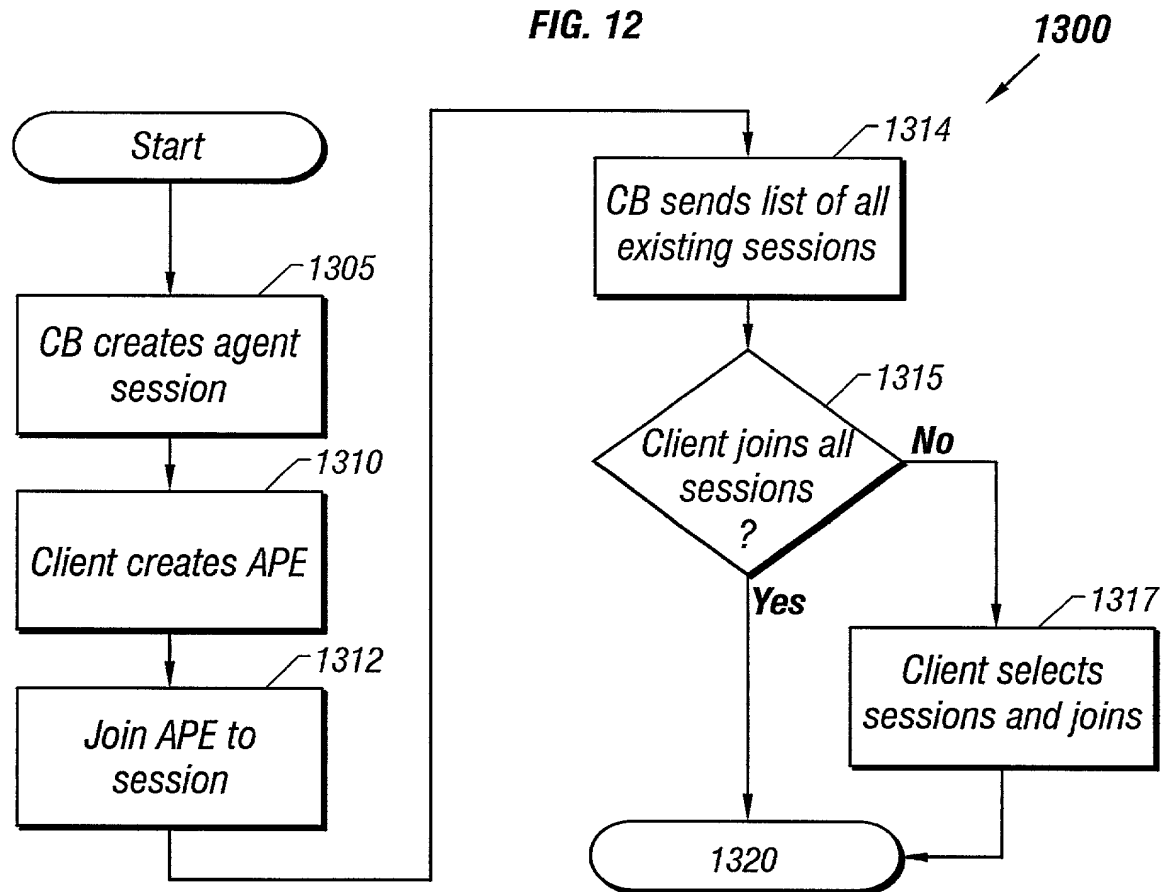 FIG. 12
1300
Start
1305
CB creates agent
session
1310
Client creates APE
1312
Join APE to
session
1314
CB sends list of all
existing sessions
1315
Client joins all
sessions
?
No
Yes
1317
Client selects
sessions and joins
1320